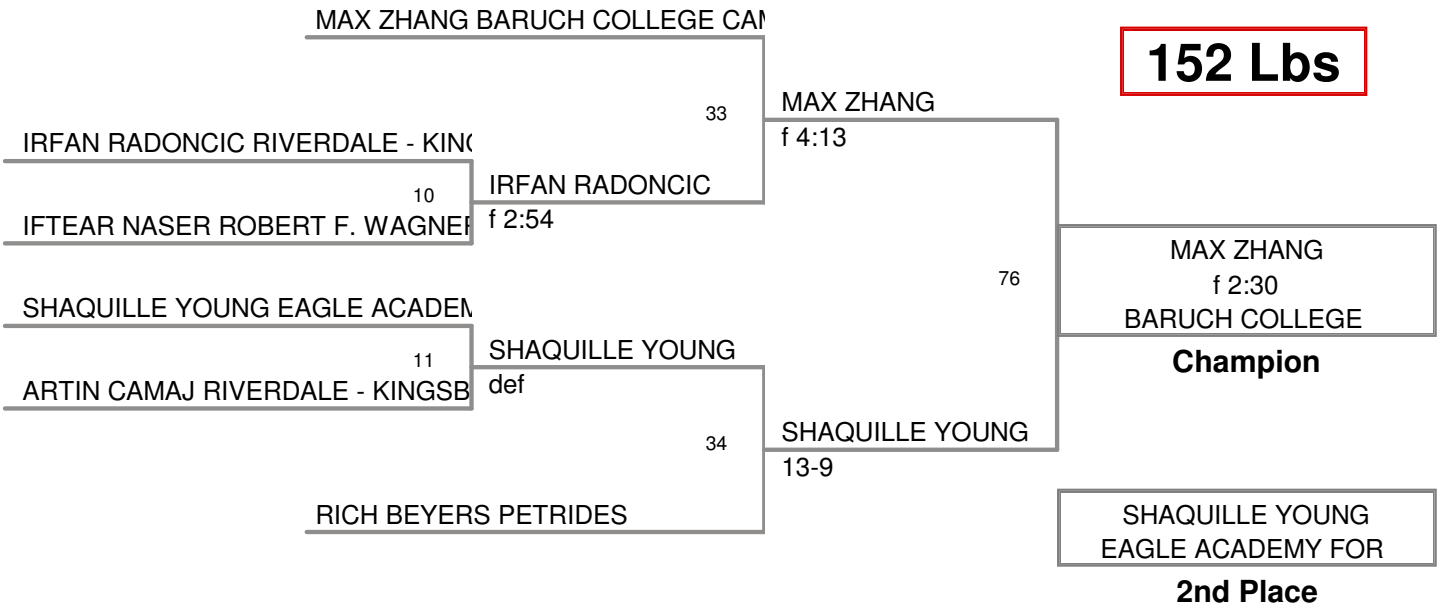 MAX ZHANG BARUCH COLLEGE CAM
152 Lbs
33
MAX ZHANG
f 4:13
IRFAN RADONCIC RIVERDALE - KING
10
IRFAN RADONCIC
f 2:54
IFTEAR NASER ROBERT F. WAGNER
76
MAX ZHANG
f 2:30
BARUCH COLLEGE
Champion
SHAQUILLE YOUNG EAGLE ACADEM
11
SHAQUILLE YOUNG
def
ARTIN CAMAJ RIVERDALE - KINGSB
34
SHAQUILLE YOUNG
13-9
RICH BEYERS PETRIDES
SHAQUILLE YOUNG
EAGLE ACADEMY FOR
2nd Place